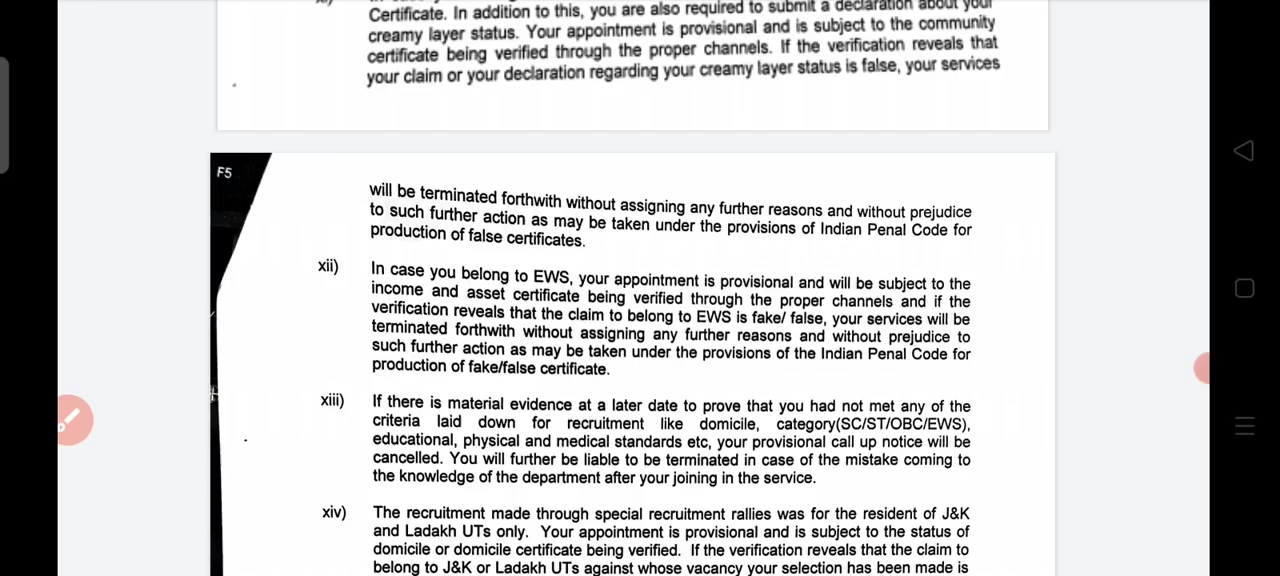 Certificate. In addition to this, you are also required to submit a declaration about your
creamy layer status. Your appointment is provisional and is subject to the community
certificate being verified through the proper channels. If the verification reveals that
your claim or your declaration regarding your creamy layer status is false, your services
F5
will be terminated forthwith without assigning any further reasons and without prejudice
to such further action as may be taken under the provisions of Indian Penal Code for
production of false certificates.
xii) In case you belong to EWS, your appointment is provisional and will be subject to the
income and asset certificate being verified through the proper channels and if the
verification reveals that the claim to belong to EWS is fake/ false, your services will be
terminated forthwith without assigning any further reasons and without prejudice to
such further action as may be taken under the provisions of the Indian Penal Code for
production of fake/false certificate.
xiii) If there is material evidence at a later date to prove that you had not met any of the
criteria laid down for recruitment like domicile, category(SC/ST/OBC/EWS),
educational, physical and medical standards etc, your provisional call up notice will be
cancelled. You will further be liable to be terminated in case of the mistake coming to
the knowledge of the department after your joining in the service.
xiv) The recruitment made through special recruitment rallies was for the resident of J&K
and Ladakh UTs only. Your appointment is provisional and is subject to the status of
domicile or domicile certificate being verified. If the verification reveals that the claim to
belong to J&K or Ladakh UTs against whose vacancy your selection has been made is